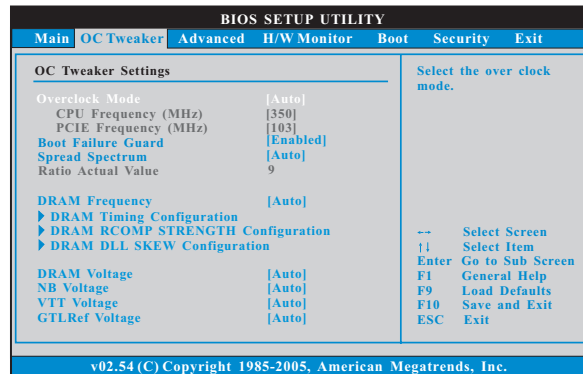 BIOS SETUP UTILITY
Main OC Tweaker Advanced H/W Monitor Boot Security Exit
OC Tweaker Settings
Overclock Mode [Auto]
CPU Frequency (MHz) [350]
PCIE Frequency (MHz) [103]
Boot Failure Guard [Enabled]
Spread Spectrum [Auto]
Ratio Actual Value 9
DRAM Frequency [Auto]
DRAM Timing Configuration
DRAM RCOMP STRENGTH Configuration
DRAM DLL SKEW Configuration
DRAM Voltage [Auto]
NB Voltage [Auto]
VTT Voltage [Auto]
GTLRef Voltage [Auto]
Select the over clock
mode.
←→ Select Screen
↑↓ Select Item
Enter Go to Sub Screen
F1 General Help
F9 Load Defaults
F10 Save and Exit
ESC Exit
v02.54 (C) Copyright 1985-2005, American Megatrends, Inc.